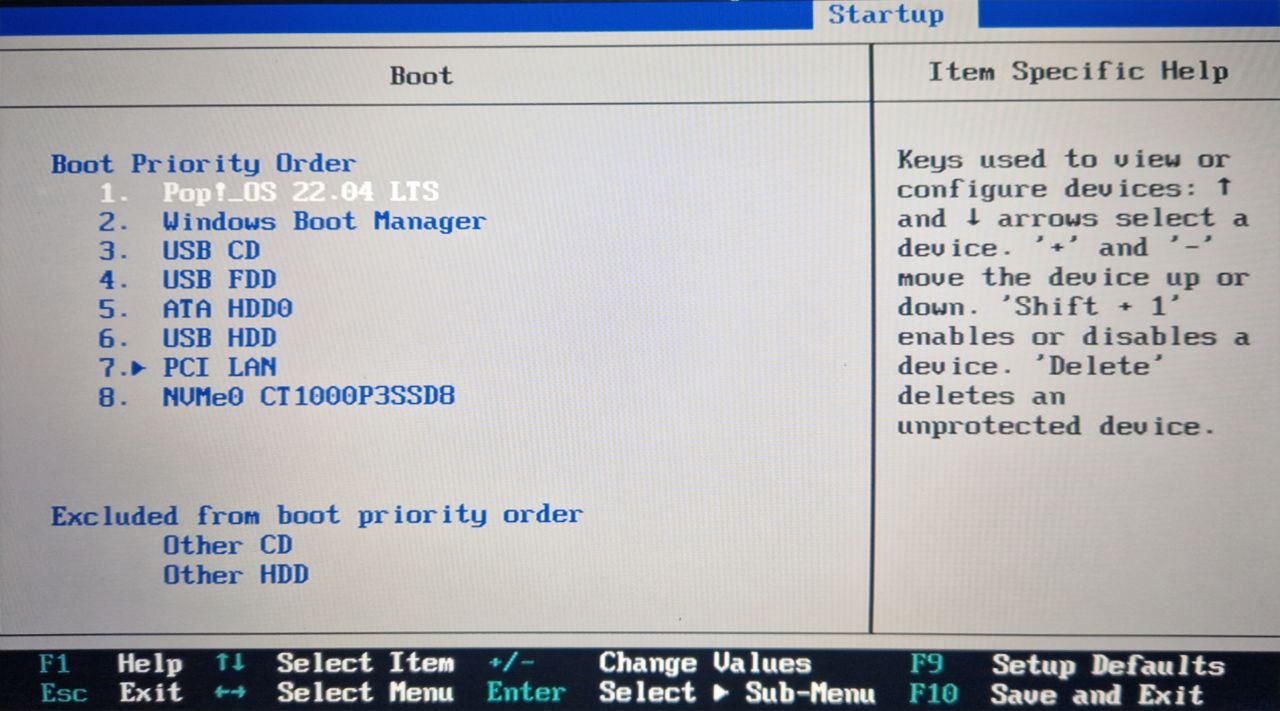 Startup
Boot
Item Specific Help
Boot Priority Order
1. Pop!_OS 22.04 LTS
2. Windows Boot Manager
3. USB CD
4. USB FDD
5. ATA HDD0
6. USB HDD
7.▶ PCI LAN
8. NVMe0 CT1000P3SSD8
Excluded from boot priority order
Other CD
Other HDD
Keys used to view or
configure devices: ↑
and ↓ arrows select a
device. '+' and '-'
move the device up or
down. 'Shift + 1'
enables or disables a
device. 'Delete'
deletes an
unprotected device.
F1 Help ↑↓ Select Item +/- Change Values F9 Setup Defaults
Esc Exit ←→ Select Menu Enter Select ▶ Sub-Menu F10 Save and Exit